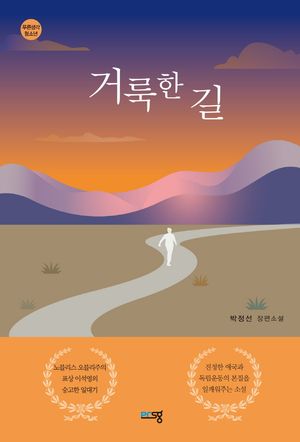 푸른생각
청소년
거룩한 길
박정선 장편소설
노블리스 오블리주의
표상 이석영의
숭고한 일대기
진정한 애국과
독립운동의 본질을
일깨워주는 소설